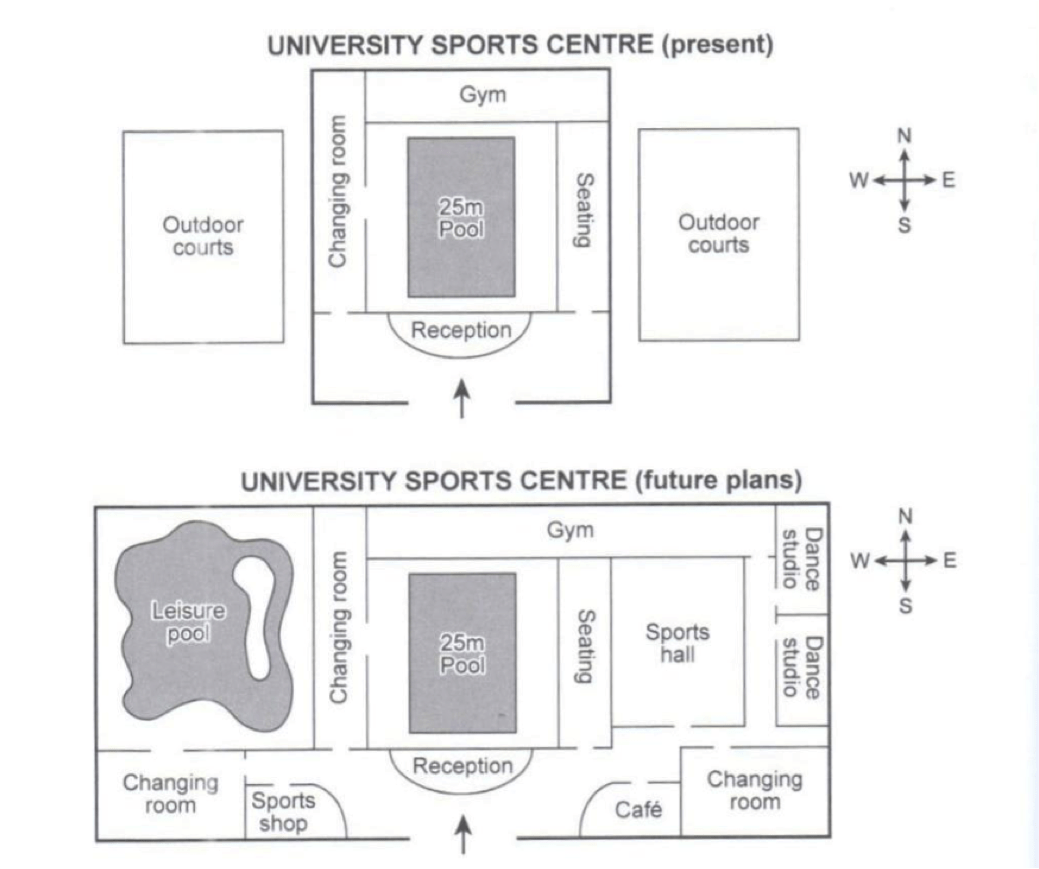 UNIVERSITY SPORTS CENTRE (present)
Gym
Changing room
25m
Pool
Seating
Outdoor
courts
Outdoor
courts
Reception
N
W
E
S
UNIVERSITY SPORTS CENTRE (future plans)
Gym
Dance
studio
Leisure
pool
Changing room
25m
Pool
Seating
Sports
hall
Dance
studio
Reception
Changing
room
Sports
shop
Café
Changing
room
N
W
E
S